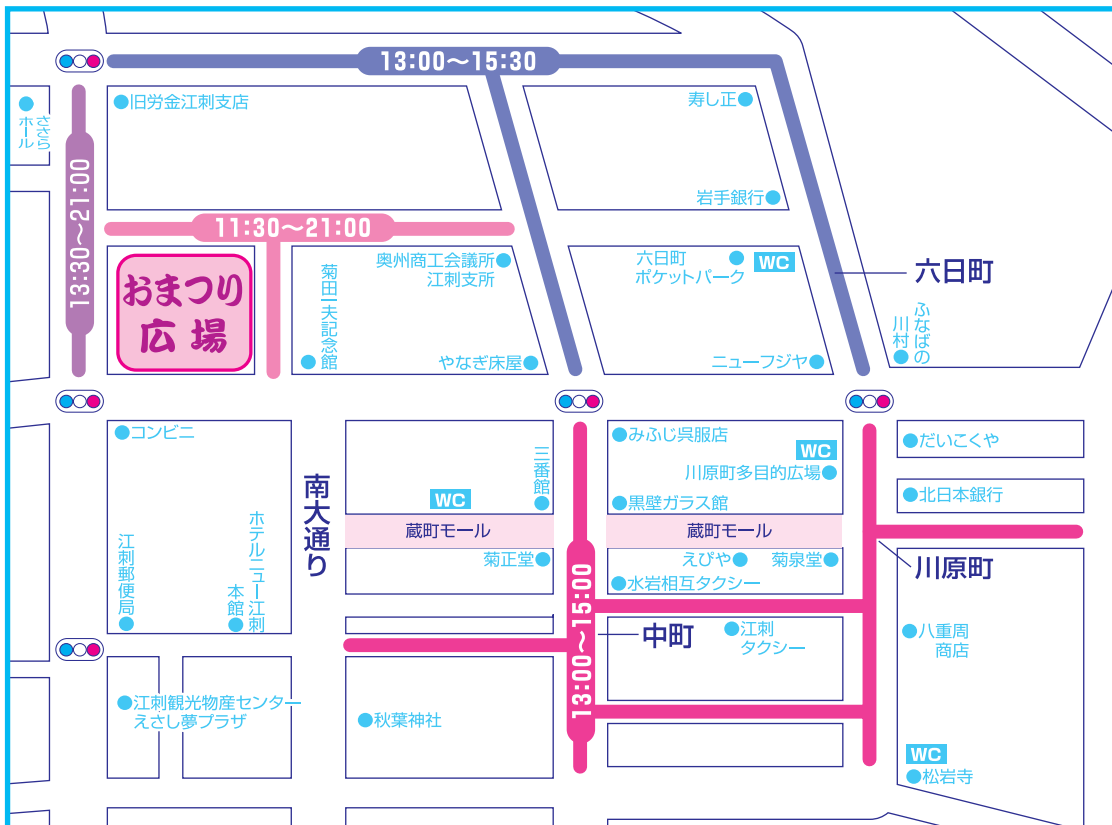 13:00〜15:30
旧労金江刺支店
寿し正
ささら
ホール
岩手銀行
13:30〜21:00
11:30〜21:00
おまつり
広場
菊田一夫記念館
奥州商工会議所
江刺支所
やなぎ床屋
六日町
ポケットパーク
WC
ニューフジヤ
六日町
ふなばの
川村
コンビニ
みふじ呉服店
WC
川原町多目的広場
黒壁ガラス館
だいこくや
北日本銀行
三番館
WC
南大通り
蔵町モール
蔵町モール
菊正堂
えびや
菊泉堂
水岩相互タクシー
川原町
江刺郵便局
ホテルニュー江刺
本館
13:00〜15:00
中町
江刺
タクシー
八重周
商店
江刺観光物産センター
えさし夢プラザ
秋葉神社
WC
松岩寺